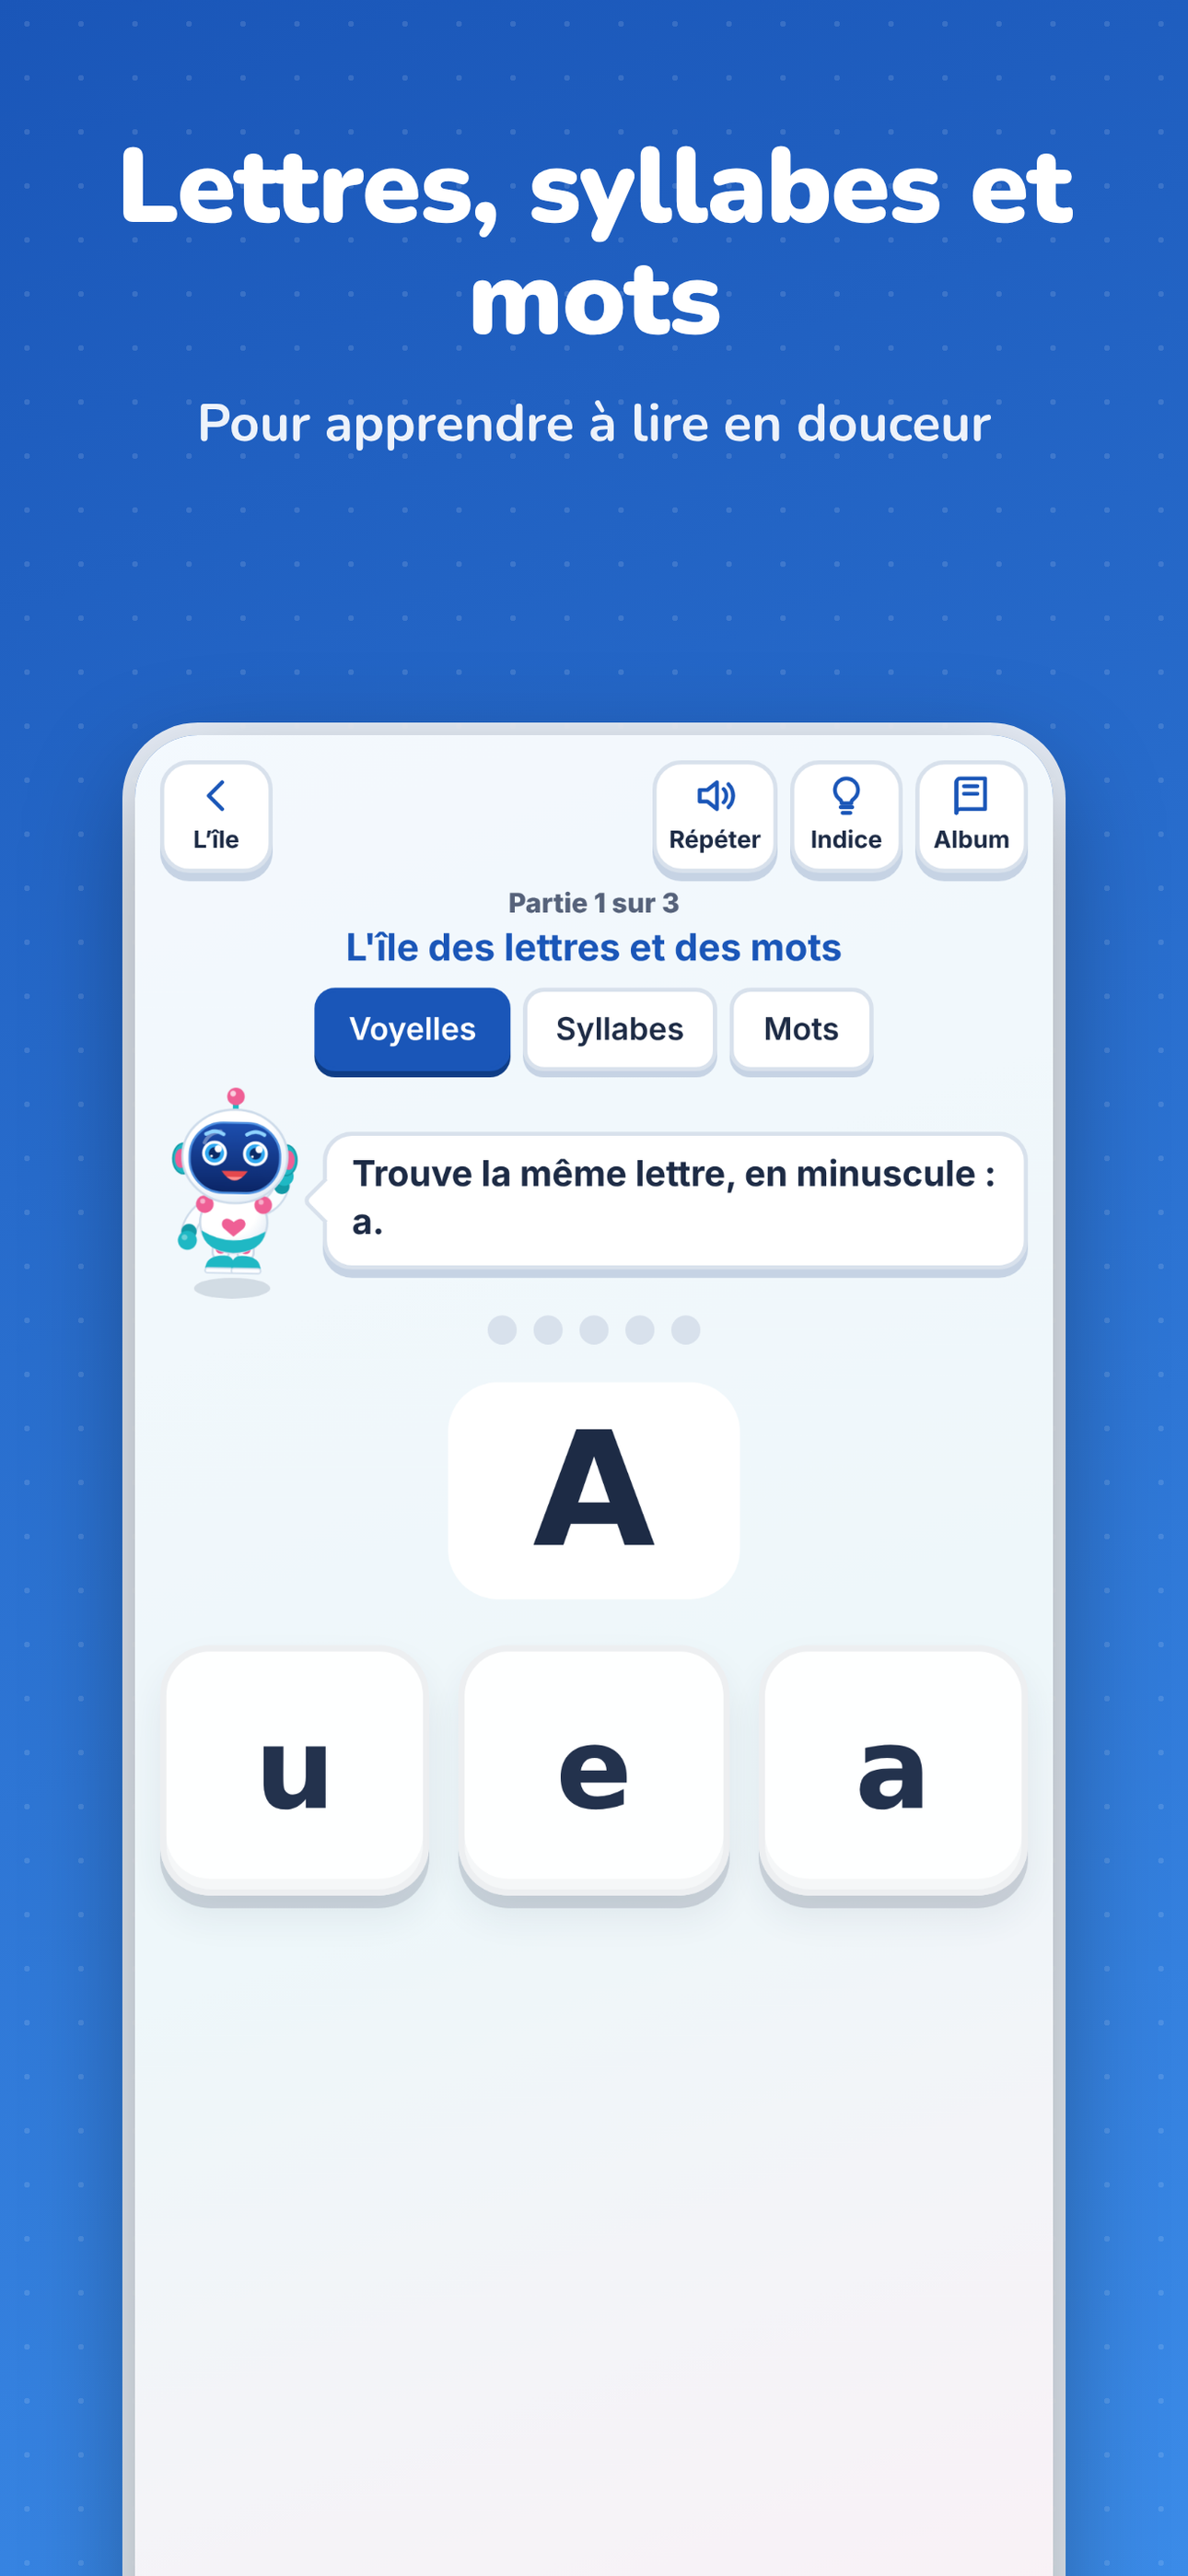 Lettres, syllabes et
mots
Pour apprendre à lire en douceur
L'île
Répéter
Indice
Album
Partie 1 sur 3
L'île des lettres et des mots
Voyelles
Syllabes
Mots
Trouve la même lettre, en minuscule :
a.
A
u
e
a